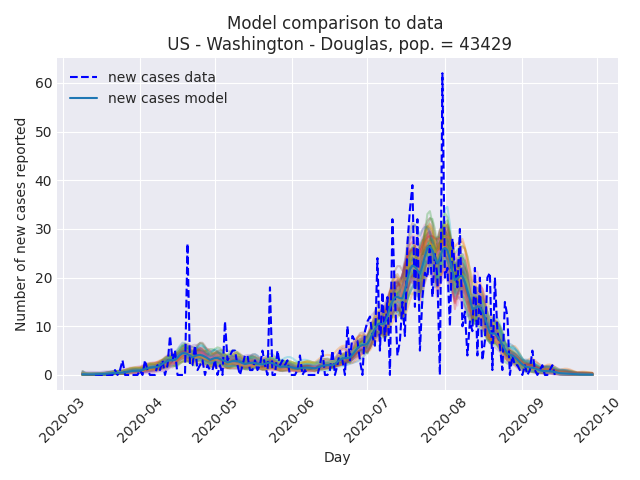 Model comparison to data
US - Washington - Douglas, pop. = 43429
new cases data
new cases model
Number of new cases reported
60
50
40
30
20
10
0
2020-03
2020-04
2020-05
2020-06
2020-07
2020-08
2020-09
2020-10
Day